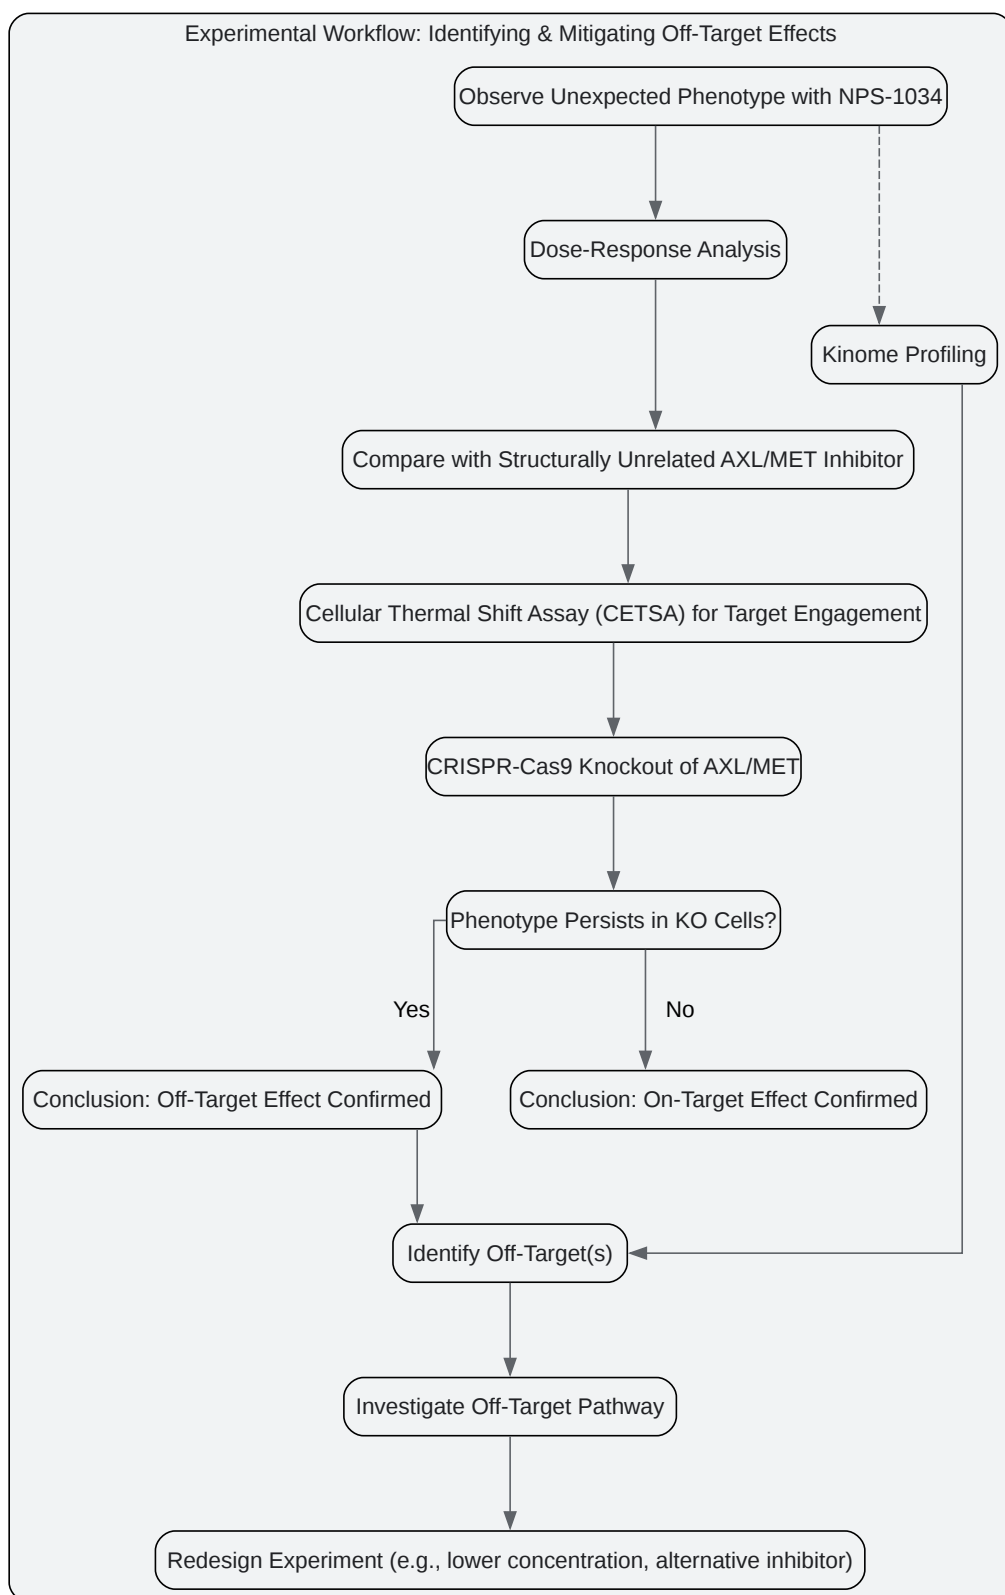 Experimental Workflow: Identifying & Mitigating Off-Target Effects
Observe Unexpected Phenotype with NPS-1034
Dose-Response Analysis
Kinome Profiling
Compare with Structurally Unrelated AXL/MET Inhibitor
Cellular Thermal Shift Assay (CETSA) for Target Engagement
CRISPR-Cas9 Knockout of AXL/MET
Phenotype Persists in KO Cells?
Yes
No
Conclusion: Off-Target Effect Confirmed
Conclusion: On-Target Effect Confirmed
Identify Off-Target(s)
Investigate Off-Target Pathway
Redesign Experiment (e.g., lower concentration, alternative inhibitor)